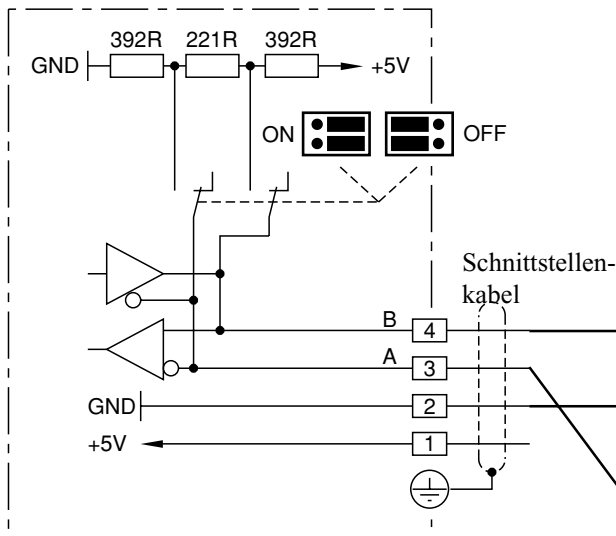 392R 221R 392R
GND +5V
ON OFF
Schnittstellen-
kabel
B 4
A 3
GND 2
+5V 1